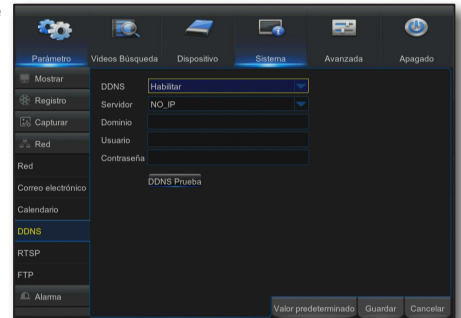 Parámetro Videos Búsqueda Dispositivo Sistema Avanzada Apagado
Mostrar
Registro
Capturar
Red
Red
Correo electrónico
Calendario
DDNS
RTSP
FTP
Alarma
DDNS Habilitar
Servidor NO_IP
Dominio
Usuario
Contraseña
DDNS Prueba
Valor predeterminado Guardar Cancelar